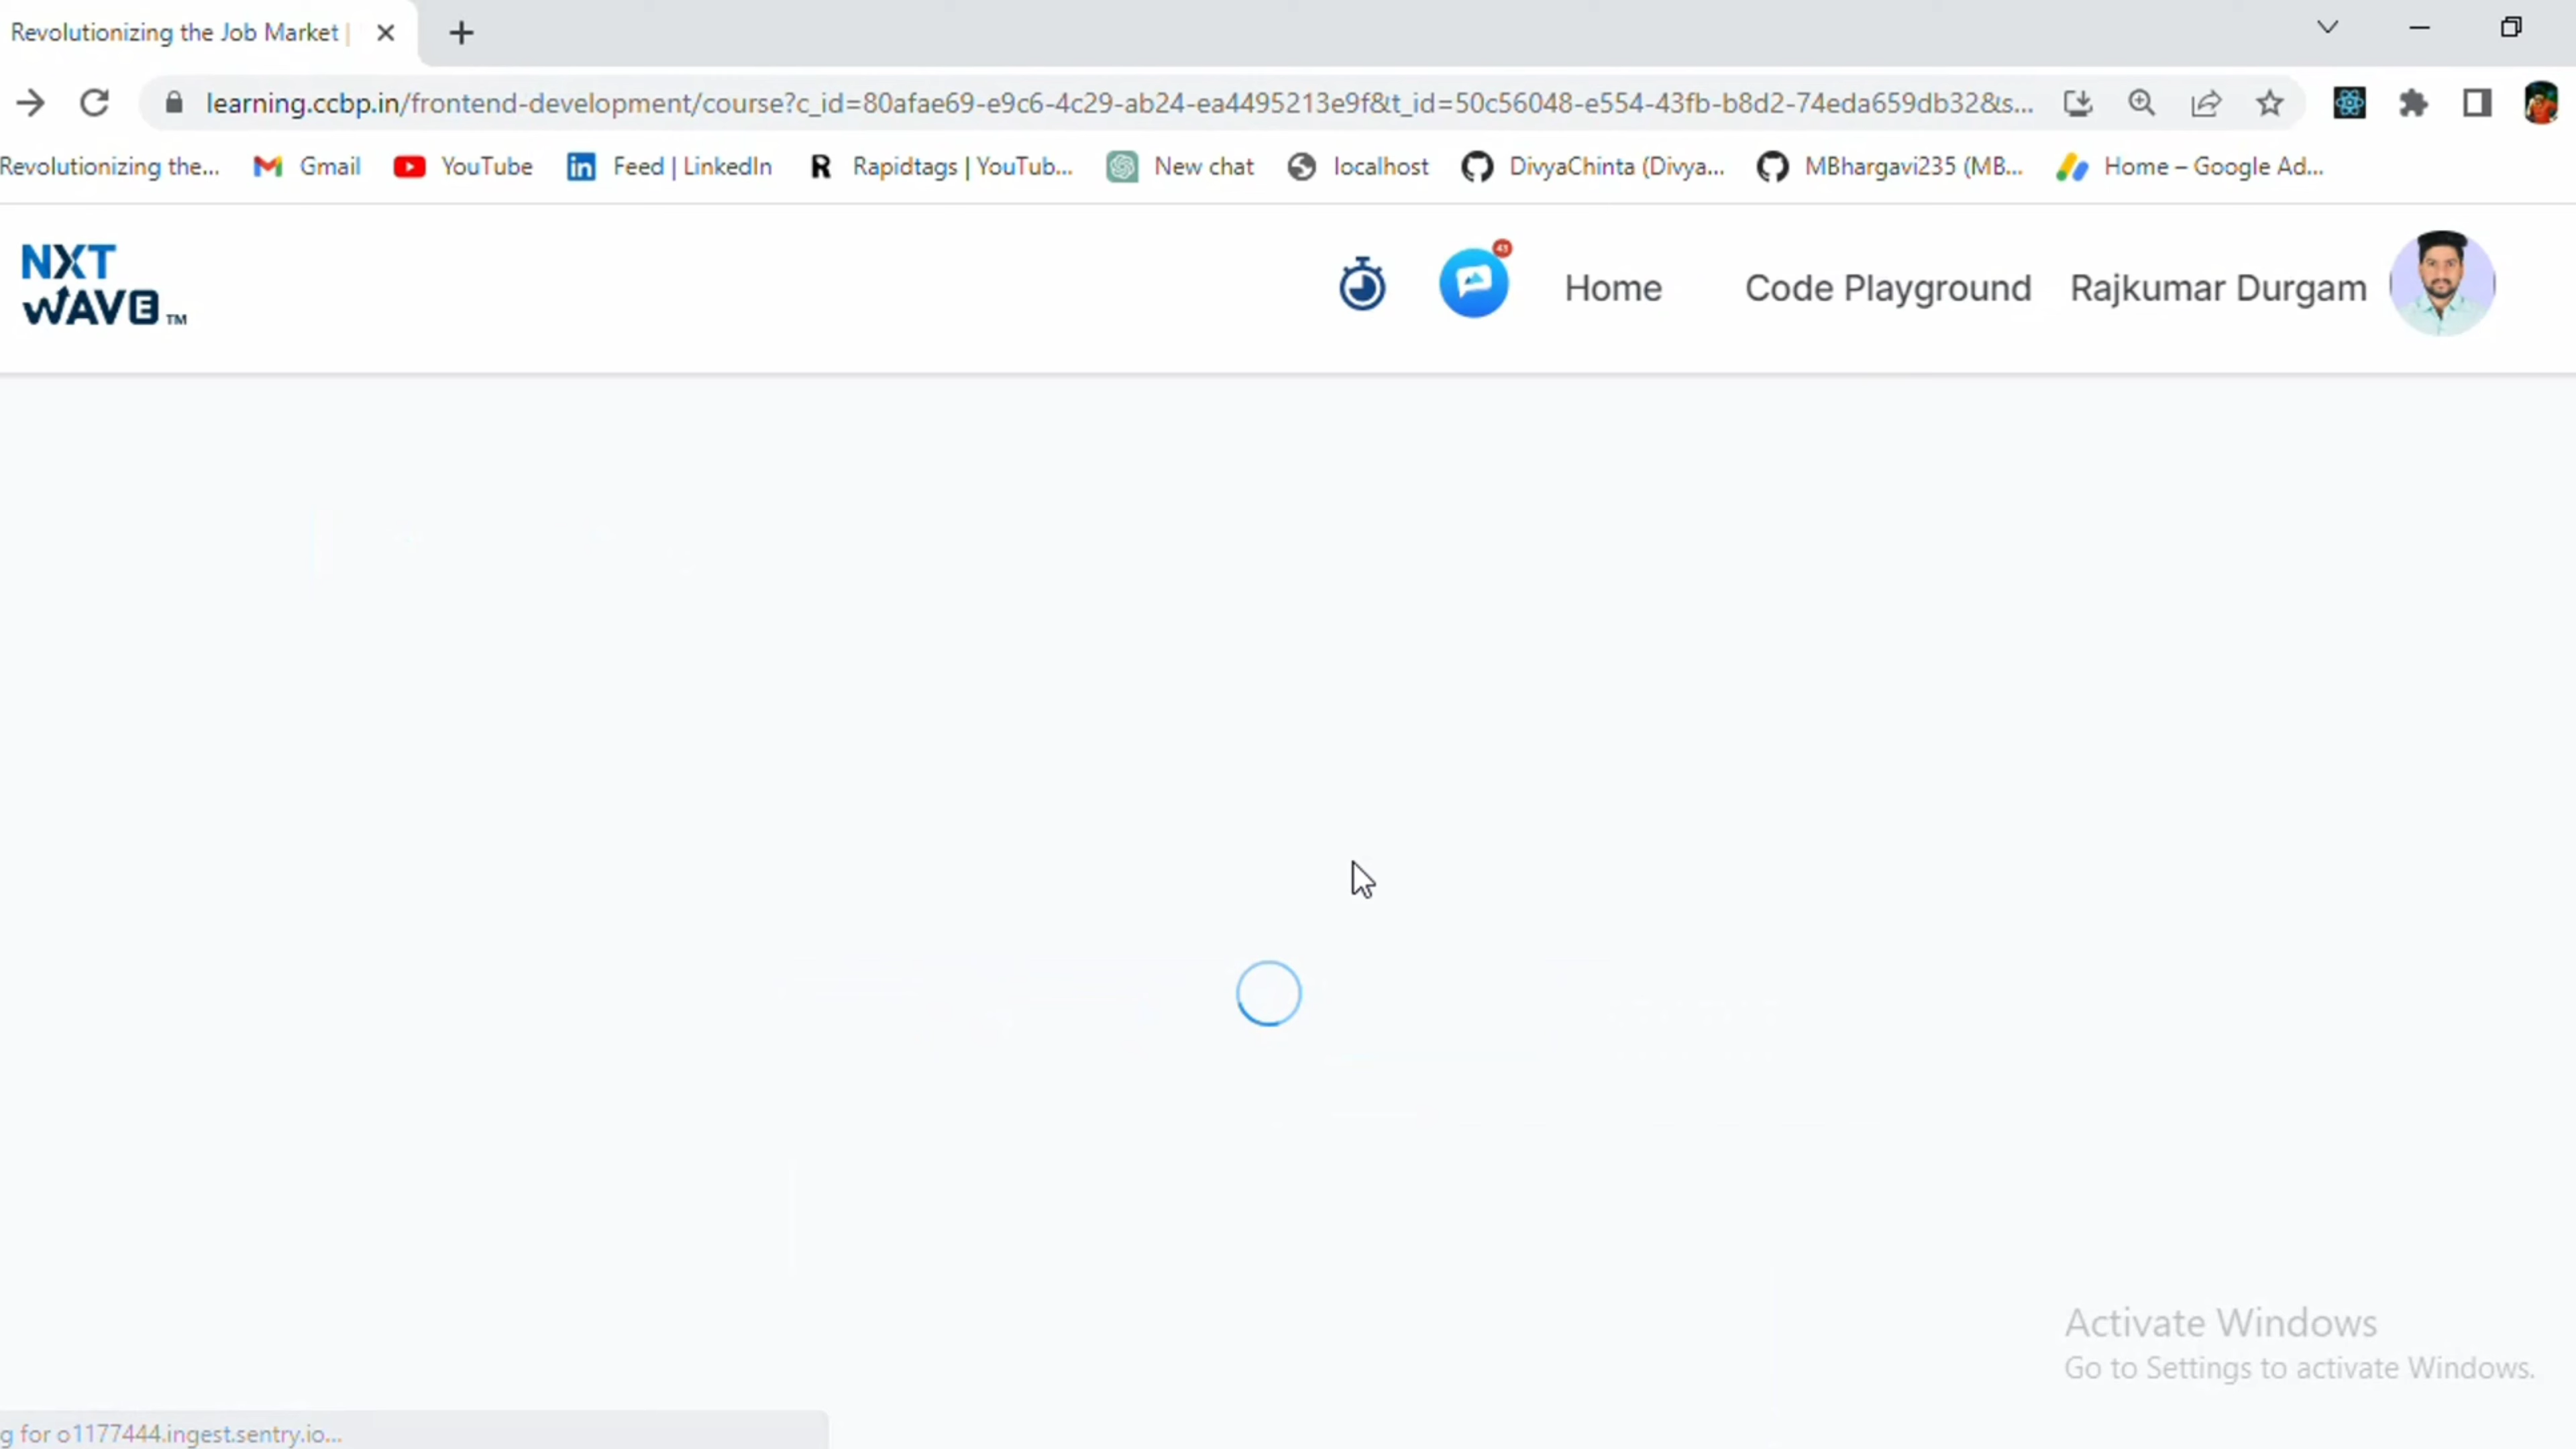 Revolutionizing the Job Market |
learning.ccbp.in/frontend-development/course?c_id=80afae69-e9c6-4c29-ab24-ea4495213e9f&t_id=50c56048-e554-43fb-b8d2-74eda659db32&s...
Revolutionizing the... Gmail YouTube Feed | LinkedIn Rapidtags | YouTub... New chat localhost DivyaChinta (Divya... MBhargavi235 (MB... Home – Google Ad...
NXT
WAVE TM
43
Home Code Playground Rajkumar Durgam
Activate Windows
Go to Settings to activate Windows.
g for o1177444.ingest.sentry.io...